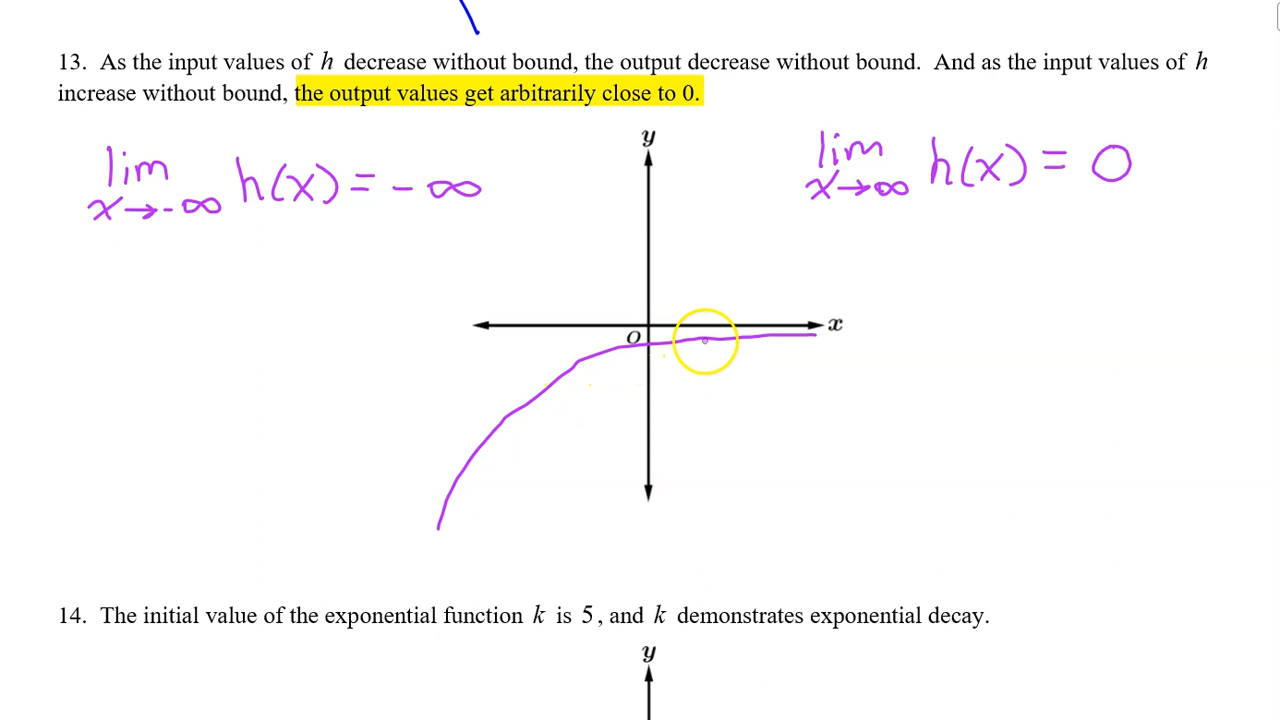 13. As the input values of h decrease without bound, the output decrease without bound. And as the input values of h
increase without bound, the output values get arbitrarily close to 0.
lim h(x) = - ∞
x→-∞
lim h(x) = 0
x→∞
y
x
O
14. The initial value of the exponential function k is 5, and k demonstrates exponential decay.
y